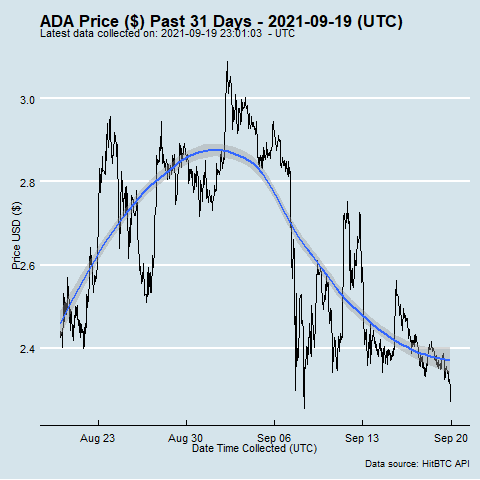 ADA Price ($) Past 31 Days - 2021-09-19 (UTC)
Latest data collected on: 2021-09-19 23:01:03 - UTC
3.0
2.8
2.6
2.4
Price USD ($)
Aug 23 Aug 30 Sep 06 Sep 13 Sep 20
Date Time Collected (UTC)
Data source: HitBTC API